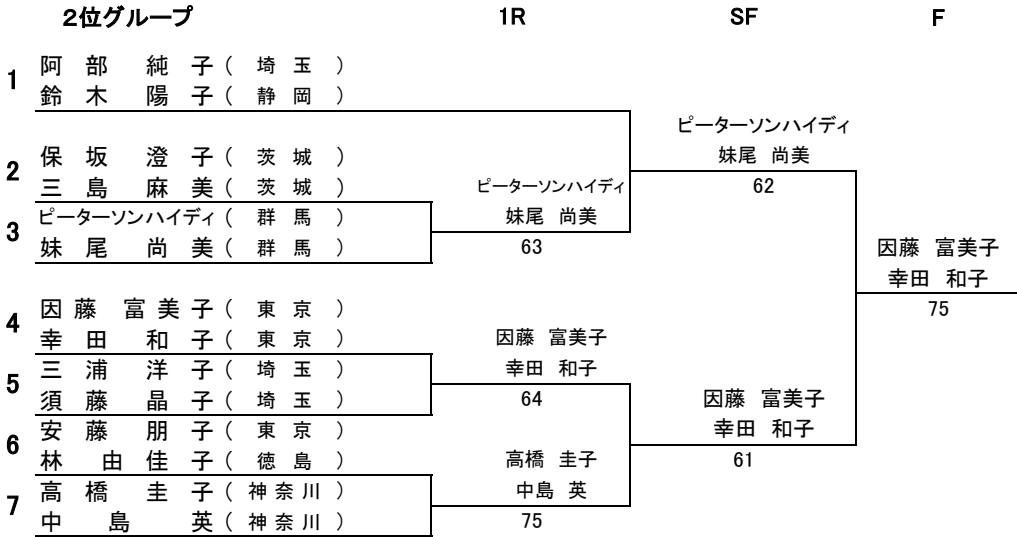 ２位グループ 1R SF F
1 阿部 純子（埼玉）
鈴木 陽子（静岡）
2 保坂 澄子（茨城）
三島 麻美（茨城）
3 ピーターソンハイディ（群馬）
妹尾 尚美（群馬）
4 因藤 富美子（東京）
幸田 和子（東京）
5 三浦 洋子（埼玉）
須藤 晶子（埼玉）
6 安藤 朋子（東京）
林 由佳子（徳島）
7 高橋 圭子（神奈川）
中島 英（神奈川）
ピーターソンハイディ
妹尾 尚美
63
因藤 富美子
幸田 和子
64
高橋 圭子
中島 英
75
ピーターソンハイディ
妹尾 尚美
62
因藤 富美子
幸田 和子
61
因藤 富美子
幸田 和子
75